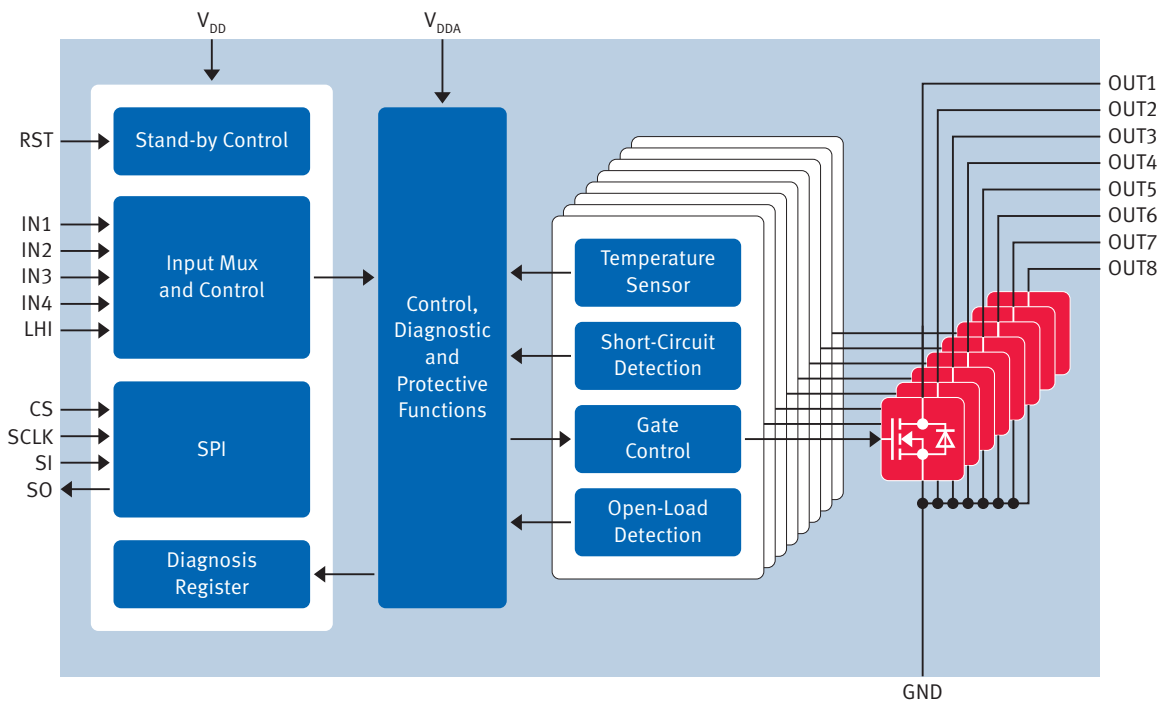 VDD
VDDA
RST
IN1
IN2
IN3
IN4
LHI
CS
SCLK
SI
SO
Stand-by Control
Input Mux
and Control
SPI
Diagnosis
Register
Control,
Diagnostic
and
Protective
Functions
Temperature
Sensor
Short-Circuit
Detection
Gate
Control
Open-Load
Detection
OUT1
OUT2
OUT3
OUT4
OUT5
OUT6
OUT7
OUT8
GND